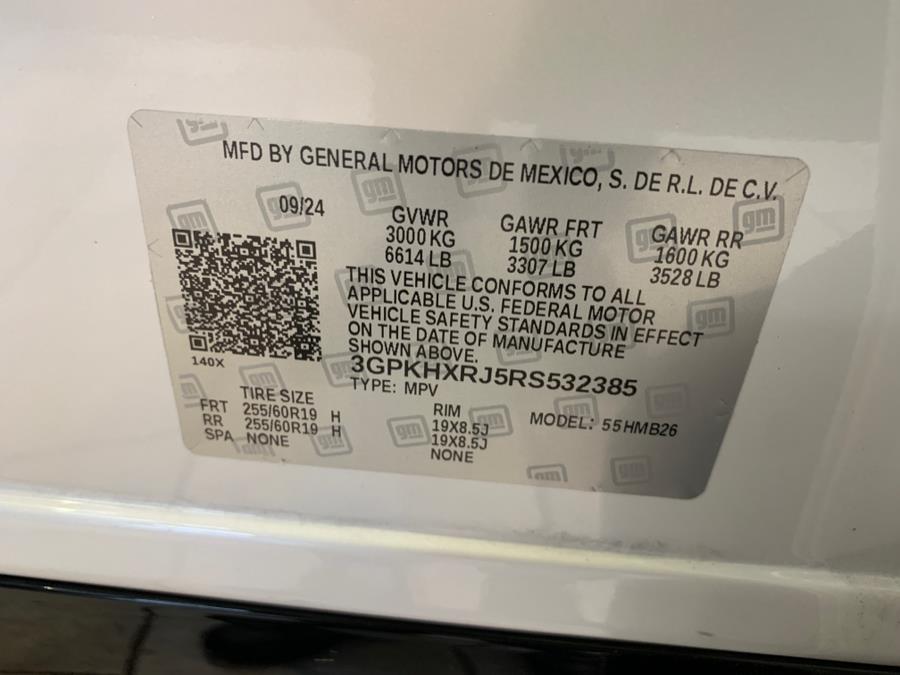 MFD BY GENERAL MOTORS DE MEXICO, S. DE R.L. DE C.V.
09/24
GVWR GAWR FRT GAWR RR
3000 KG 1500 KG 1600 KG
6614 LB 3307 LB 3528 LB
THIS VEHICLE CONFORMS TO ALL
APPLICABLE U.S. FEDERAL MOTOR
VEHICLE SAFETY STANDARDS IN EFFECT
ON THE DATE OF MANUFACTURE
SHOWN ABOVE.
140X
3GPKHXRJ5RS532385
TYPE: MPV
TIRE SIZE RIM MODEL: 55HMB26
FRT 255/60R19 H 19X8.5J
RR 255/60R19 H 19X8.5J
SPA NONE NONE